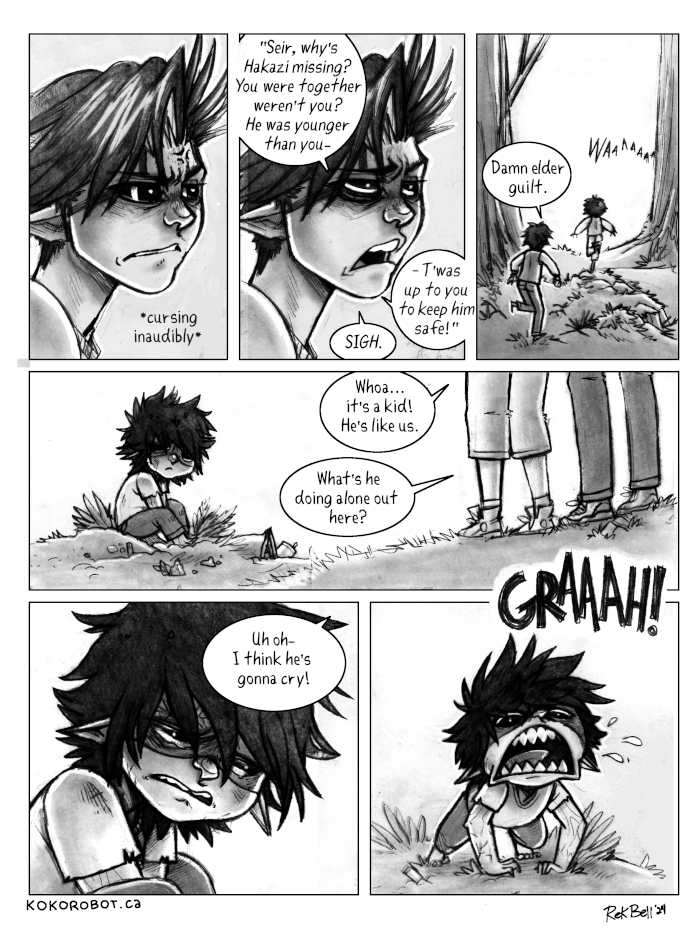 "Seir, why's
Hakazi missing?
You were together
weren't you?
He was younger
than you-
*cursing
inaudibly*
- T'was
up to you
to keep him
safe!"
SIGH.
WAAAAAAA
Damn elder
guilt.
Whoa...
it's a kid!
He's like us.
What's he
doing alone out
here?
Uh oh-
I think he's
gonna cry!
GRAAAH!
KOKOROBOT.ca
RekBell '24